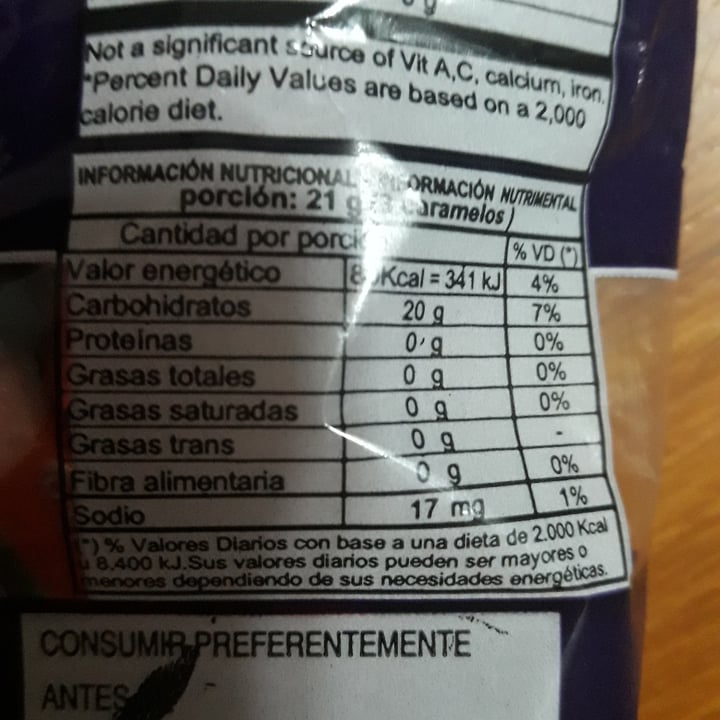 Not a significant source of Vit A,C, calcium, iron.
*Percent Daily Values are based on a 2,000
calorie diet.
INFORMACIÓN NUTRICIONAL ORMACIÓN NUTRIMENTAL
porción: 21 g caramelos)
Cantidad por porci
% VD (*)
Valor energético Kcal = 341 kJ 4%
Carbohidratos 20 g 7%
Proteínas 0 g 0%
Grasas totales 0 g 0%
Grasas saturadas 0 g 0%
Grasas trans 0 g -
Fibra alimentaria 0 g 0%
Sodio 17 mg 1%
(*) % Valores Diarios con base a una dieta de 2.000 Kcal
u 8.400 kJ.Sus valores diarios pueden ser mayores o
menores dependiendo de sus necesidades energéticas.
CONSUMIR PREFERENTEMENTE
ANTES